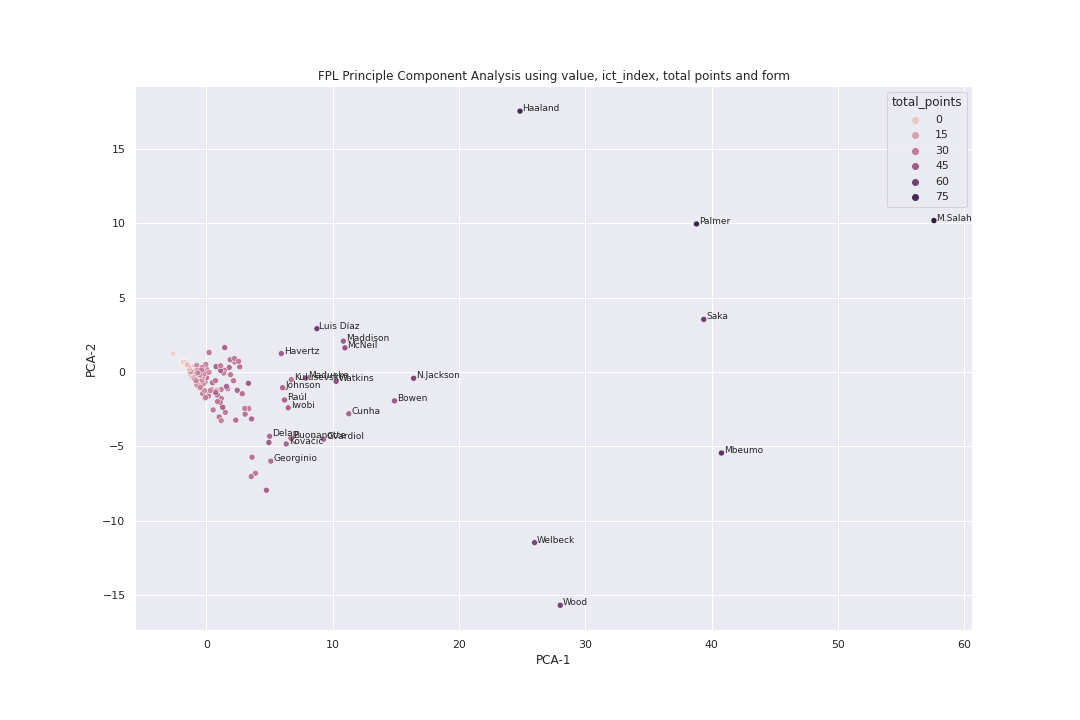 FPL Principle Component Analysis using value, ict_index, total points and form
total_points
0
15
30
45
60
75
Haaland
Palmer
M.Salah
Saka
Luis Díaz
Maddison
McNeil
Havertz
Kulusevski
Madueke
Watkins
N.Jackson
Johnson
Raúl
Iwobi
Bowen
Cunha
Delap
Buonanotte
Gvardiol
Kovacic
Georginio
Mbeumo
Welbeck
Wood
15
10
5
0
−5
−10
−15
PCA-2
0
10
20
30
40
50
60
PCA-1